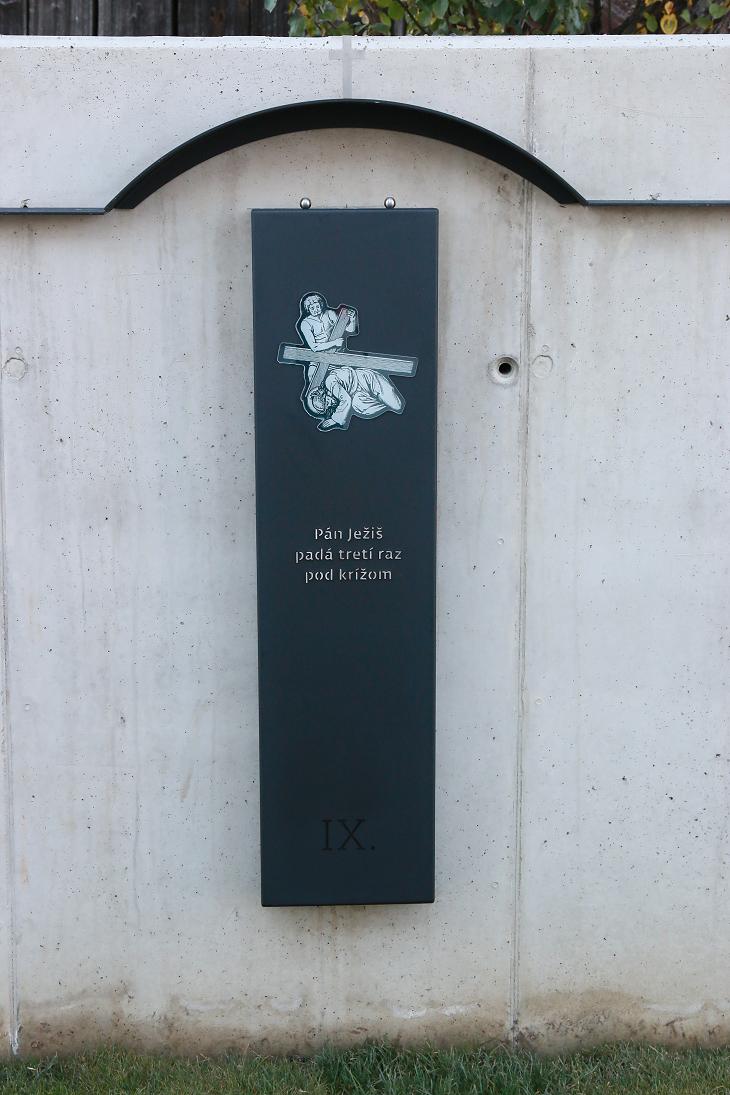 Pán Ježiš
padá tretí raz
pod krížom
IX.